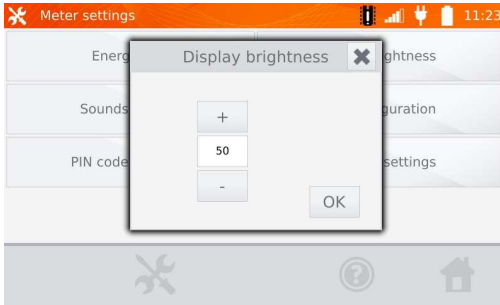 Meter settings
11:23
Energ
Display brightness
ghtness
Sounds
+
guration
50
PIN code
-
settings
OK